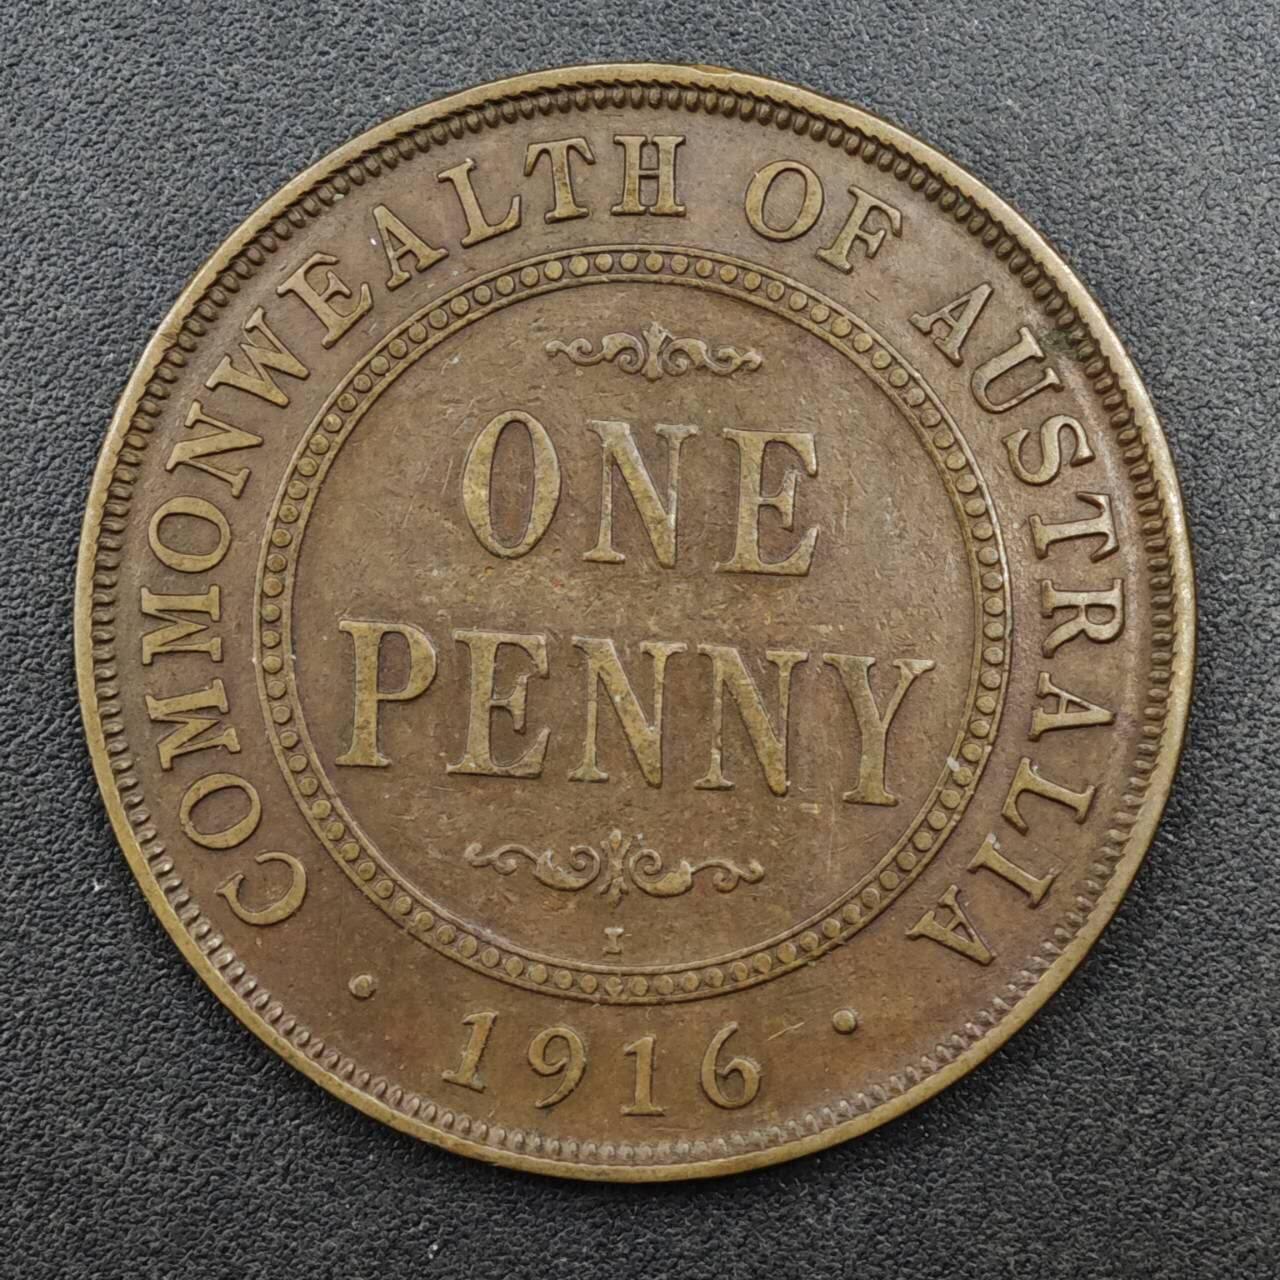 COMMONWEALTH OF AUSTRALIA
ONE
PENNY
I
· 1916 ·